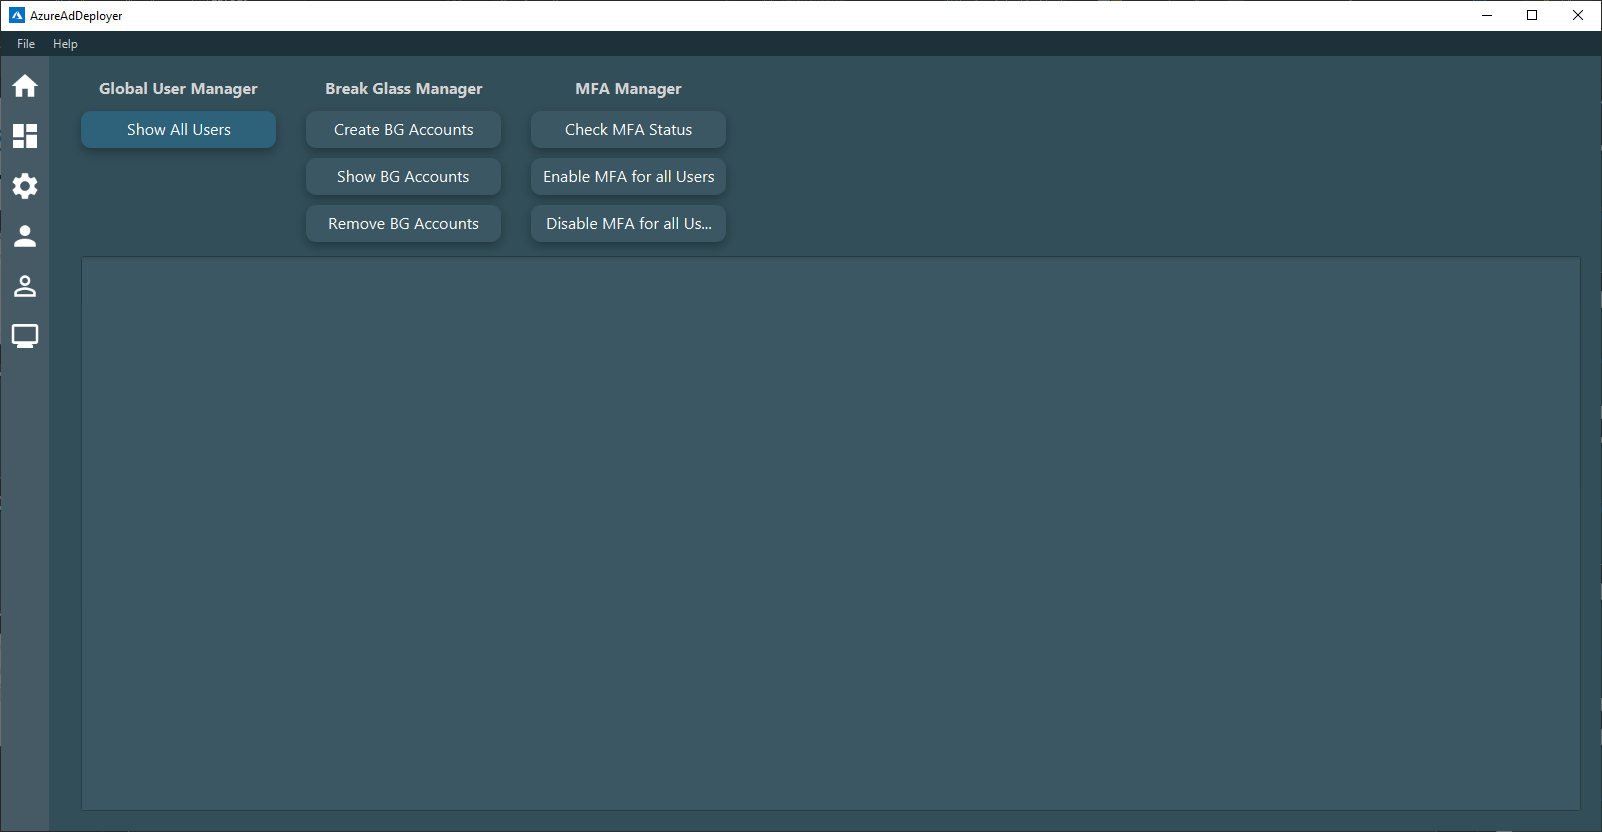 AzureAdDeployer
File Help
Global User Manager Break Glass Manager MFA Manager
Show All Users Create BG Accounts Check MFA Status
Show BG Accounts Enable MFA for all Users
Remove BG Accounts Disable MFA for all Us...